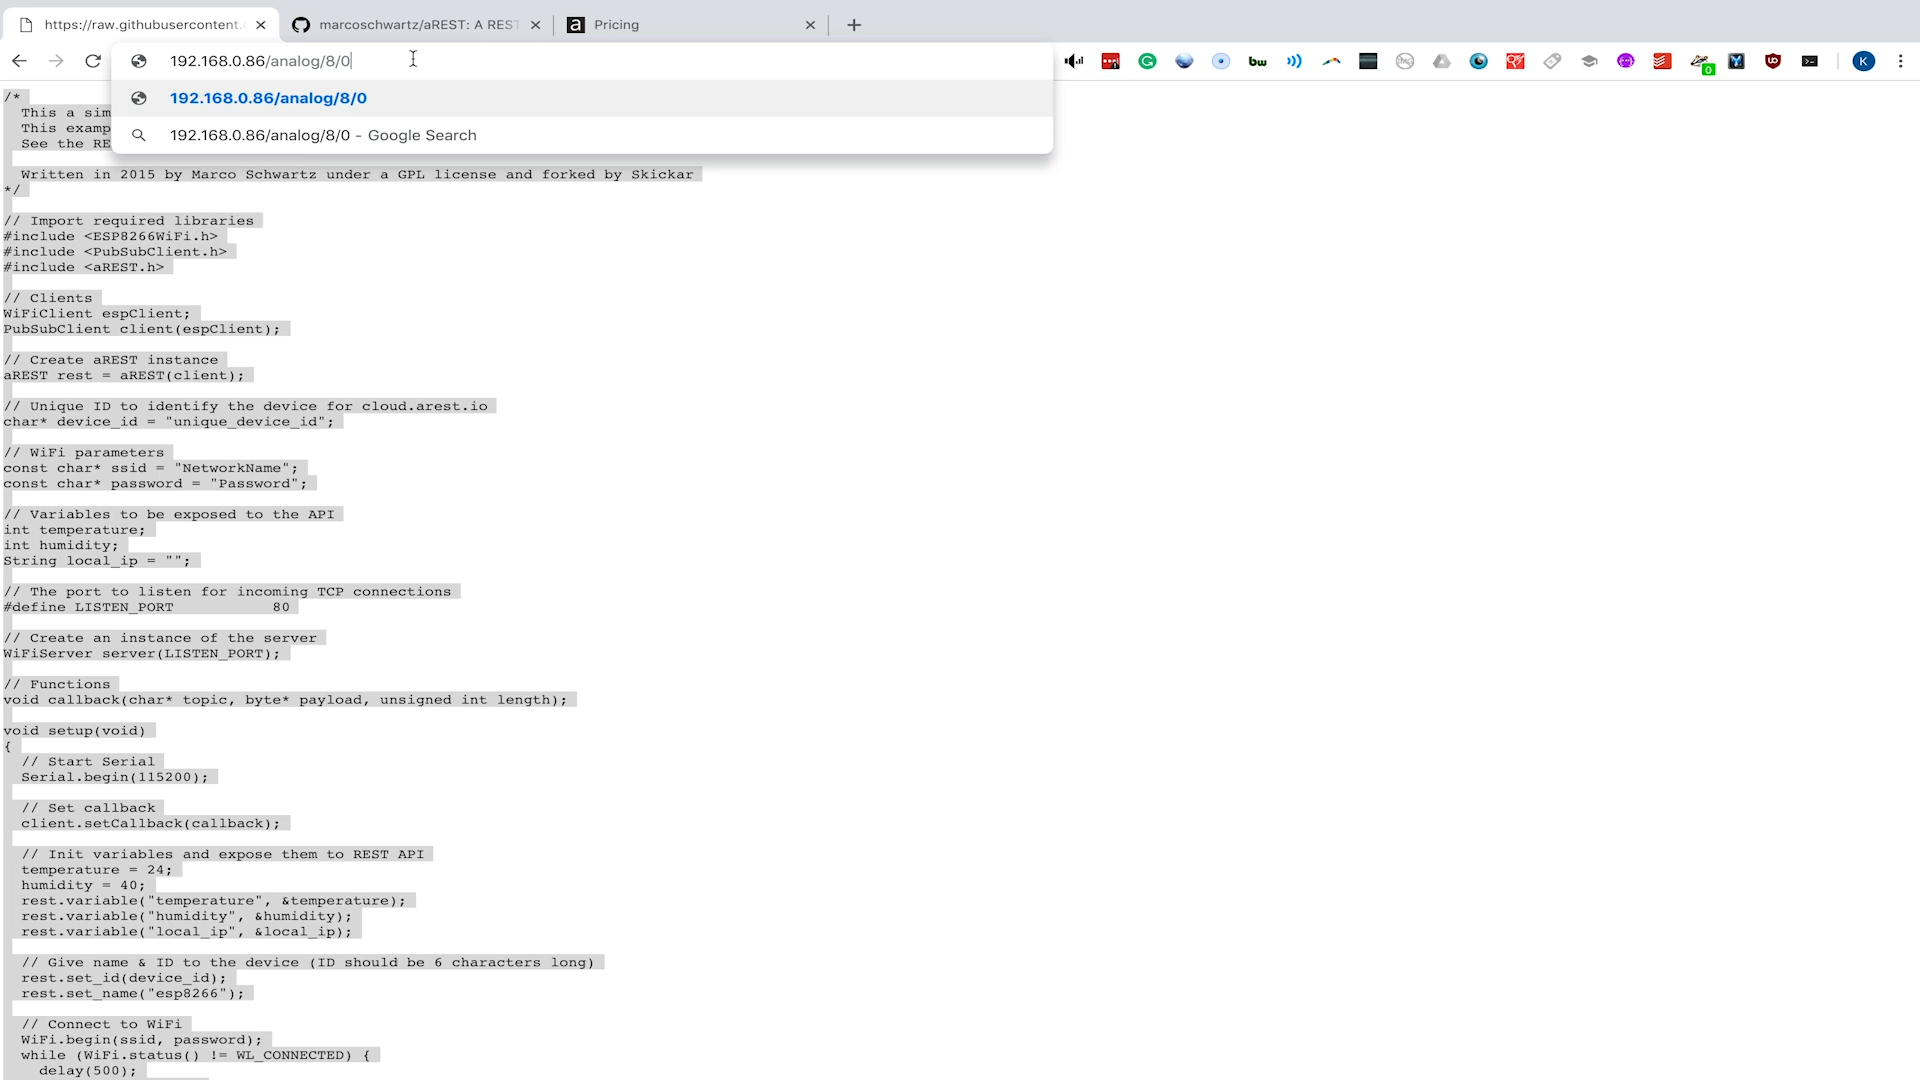 https://raw.githubusercontent.
marcoschwartz/aREST: A REST
a Pricing
192.168.0.86/analog/8/0
bw
0
K
192.168.0.86/analog/8/0
192.168.0.86/analog/8/0 - Google Search
/*
This a sim
This examp
See the RE
Written in 2015 by Marco Schwartz under a GPL license and forked by Skickar
*/
// Import required libraries
#include <ESP8266WiFi.h>
#include <PubSubClient.h>
#include <aREST.h>
// Clients
WiFiClient espClient;
PubSubClient client(espClient);
// Create aREST instance
aREST rest = aREST(client);
// Unique ID to identify the device for cloud.arest.io
char* device_id = "unique_device_id";
// WiFi parameters
const char* ssid = "NetworkName";
const char* password = "Password";
// Variables to be exposed to the API
int temperature;
int humidity;
String local_ip = "";
// The port to listen for incoming TCP connections
#define LISTEN_PORT           80
// Create an instance of the server
WiFiServer server(LISTEN_PORT);
// Functions
void callback(char* topic, byte* payload, unsigned int length);
void setup(void)
{
// Start Serial
Serial.begin(115200);
// Set callback
client.setCallback(callback);
// Init variables and expose them to REST API
temperature = 24;
humidity = 40;
rest.variable("temperature", &temperature);
rest.variable("humidity", &humidity);
rest.variable("local_ip", &local_ip);
// Give name & ID to the device (ID should be 6 characters long)
rest.set_id(device_id);
rest.set_name("esp8266");
// Connect to WiFi
WiFi.begin(ssid, password);
while (WiFi.status() != WL_CONNECTED) {
delay(500);